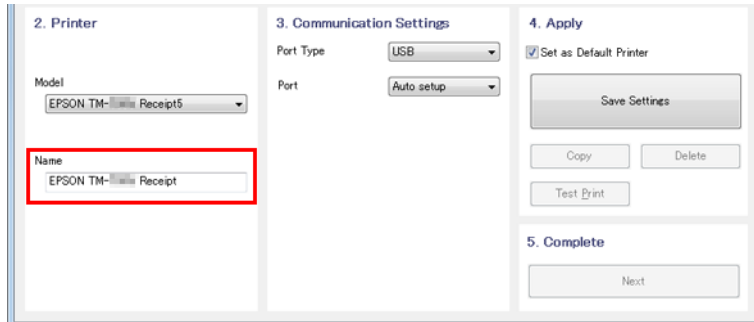 2. Printer
Model
EPSON TM- Receipt5
Name
EPSON TM- Receipt
3. Communication Settings
Port Type
USB
Port
Auto setup
4. Apply
Set as Default Printer
Save Settings
Copy
Delete
Test Print
5. Complete
Next